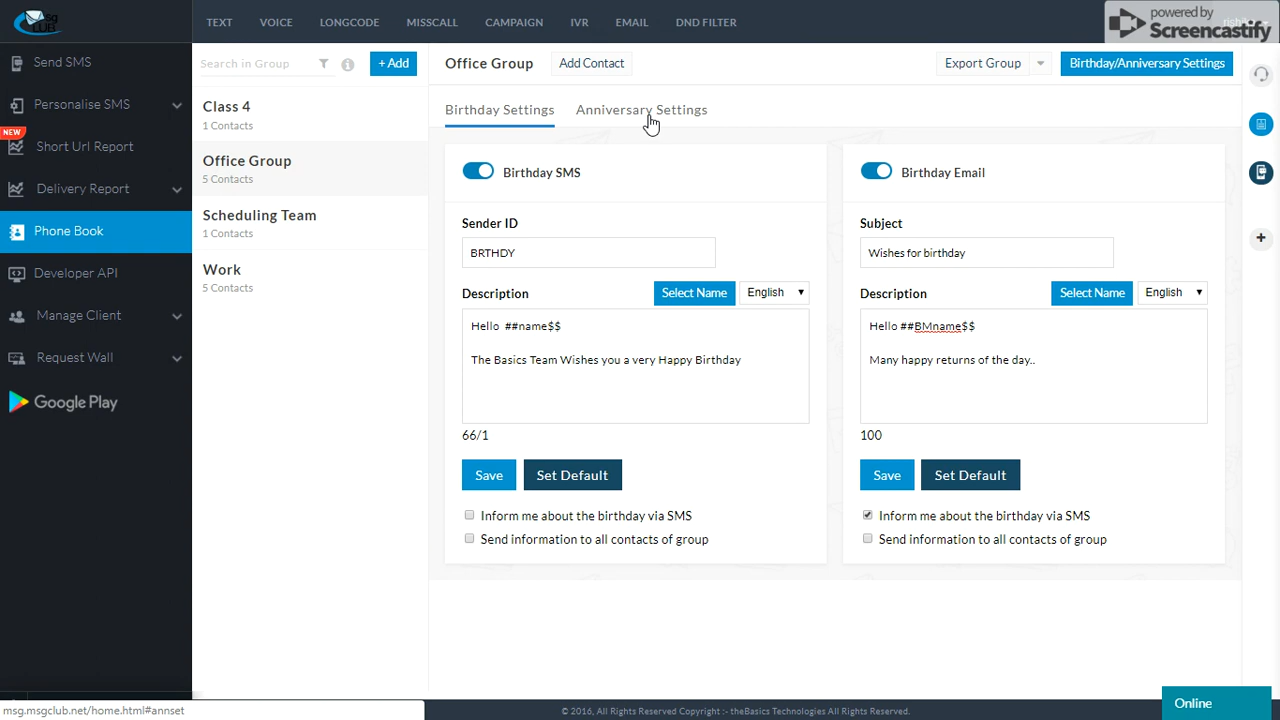 TEXT VOICE LONGCODE MISSCALL CAMPAIGN IVR EMAIL DND FILTER
powered by
Screencastify
Send SMS
Personalise SMS
NEW
Short Url Report
Delivery Report
Phone Book
Developer API
Manage Client
Request Wall
Google Play
Search in Group
+ Add
Class 4
1 Contacts
Office Group
5 Contacts
Scheduling Team
1 Contacts
Work
5 Contacts
Office Group
Add Contact
Export Group
Birthday/Anniversary Settings
Birthday Settings
Anniversary Settings
Birthday SMS
Sender ID
BRTHDY
Description
Select Name
English
Hello ##name$$
The Basics Team Wishes you a very Happy Birthday
66/1
Save
Set Default
Inform me about the birthday via SMS
Send information to all contacts of group
Birthday Email
Subject
Wishes for birthday
Description
Select Name
English
Hello ##BMname$$
Many happy returns of the day..
100
Save
Set Default
Inform me about the birthday via SMS
Send information to all contacts of group
msg.msgclub.net/home.html#annset
© 2016, All Rights Reserved Copyright :- theBasics Technologies All Rights Reserved.
Online